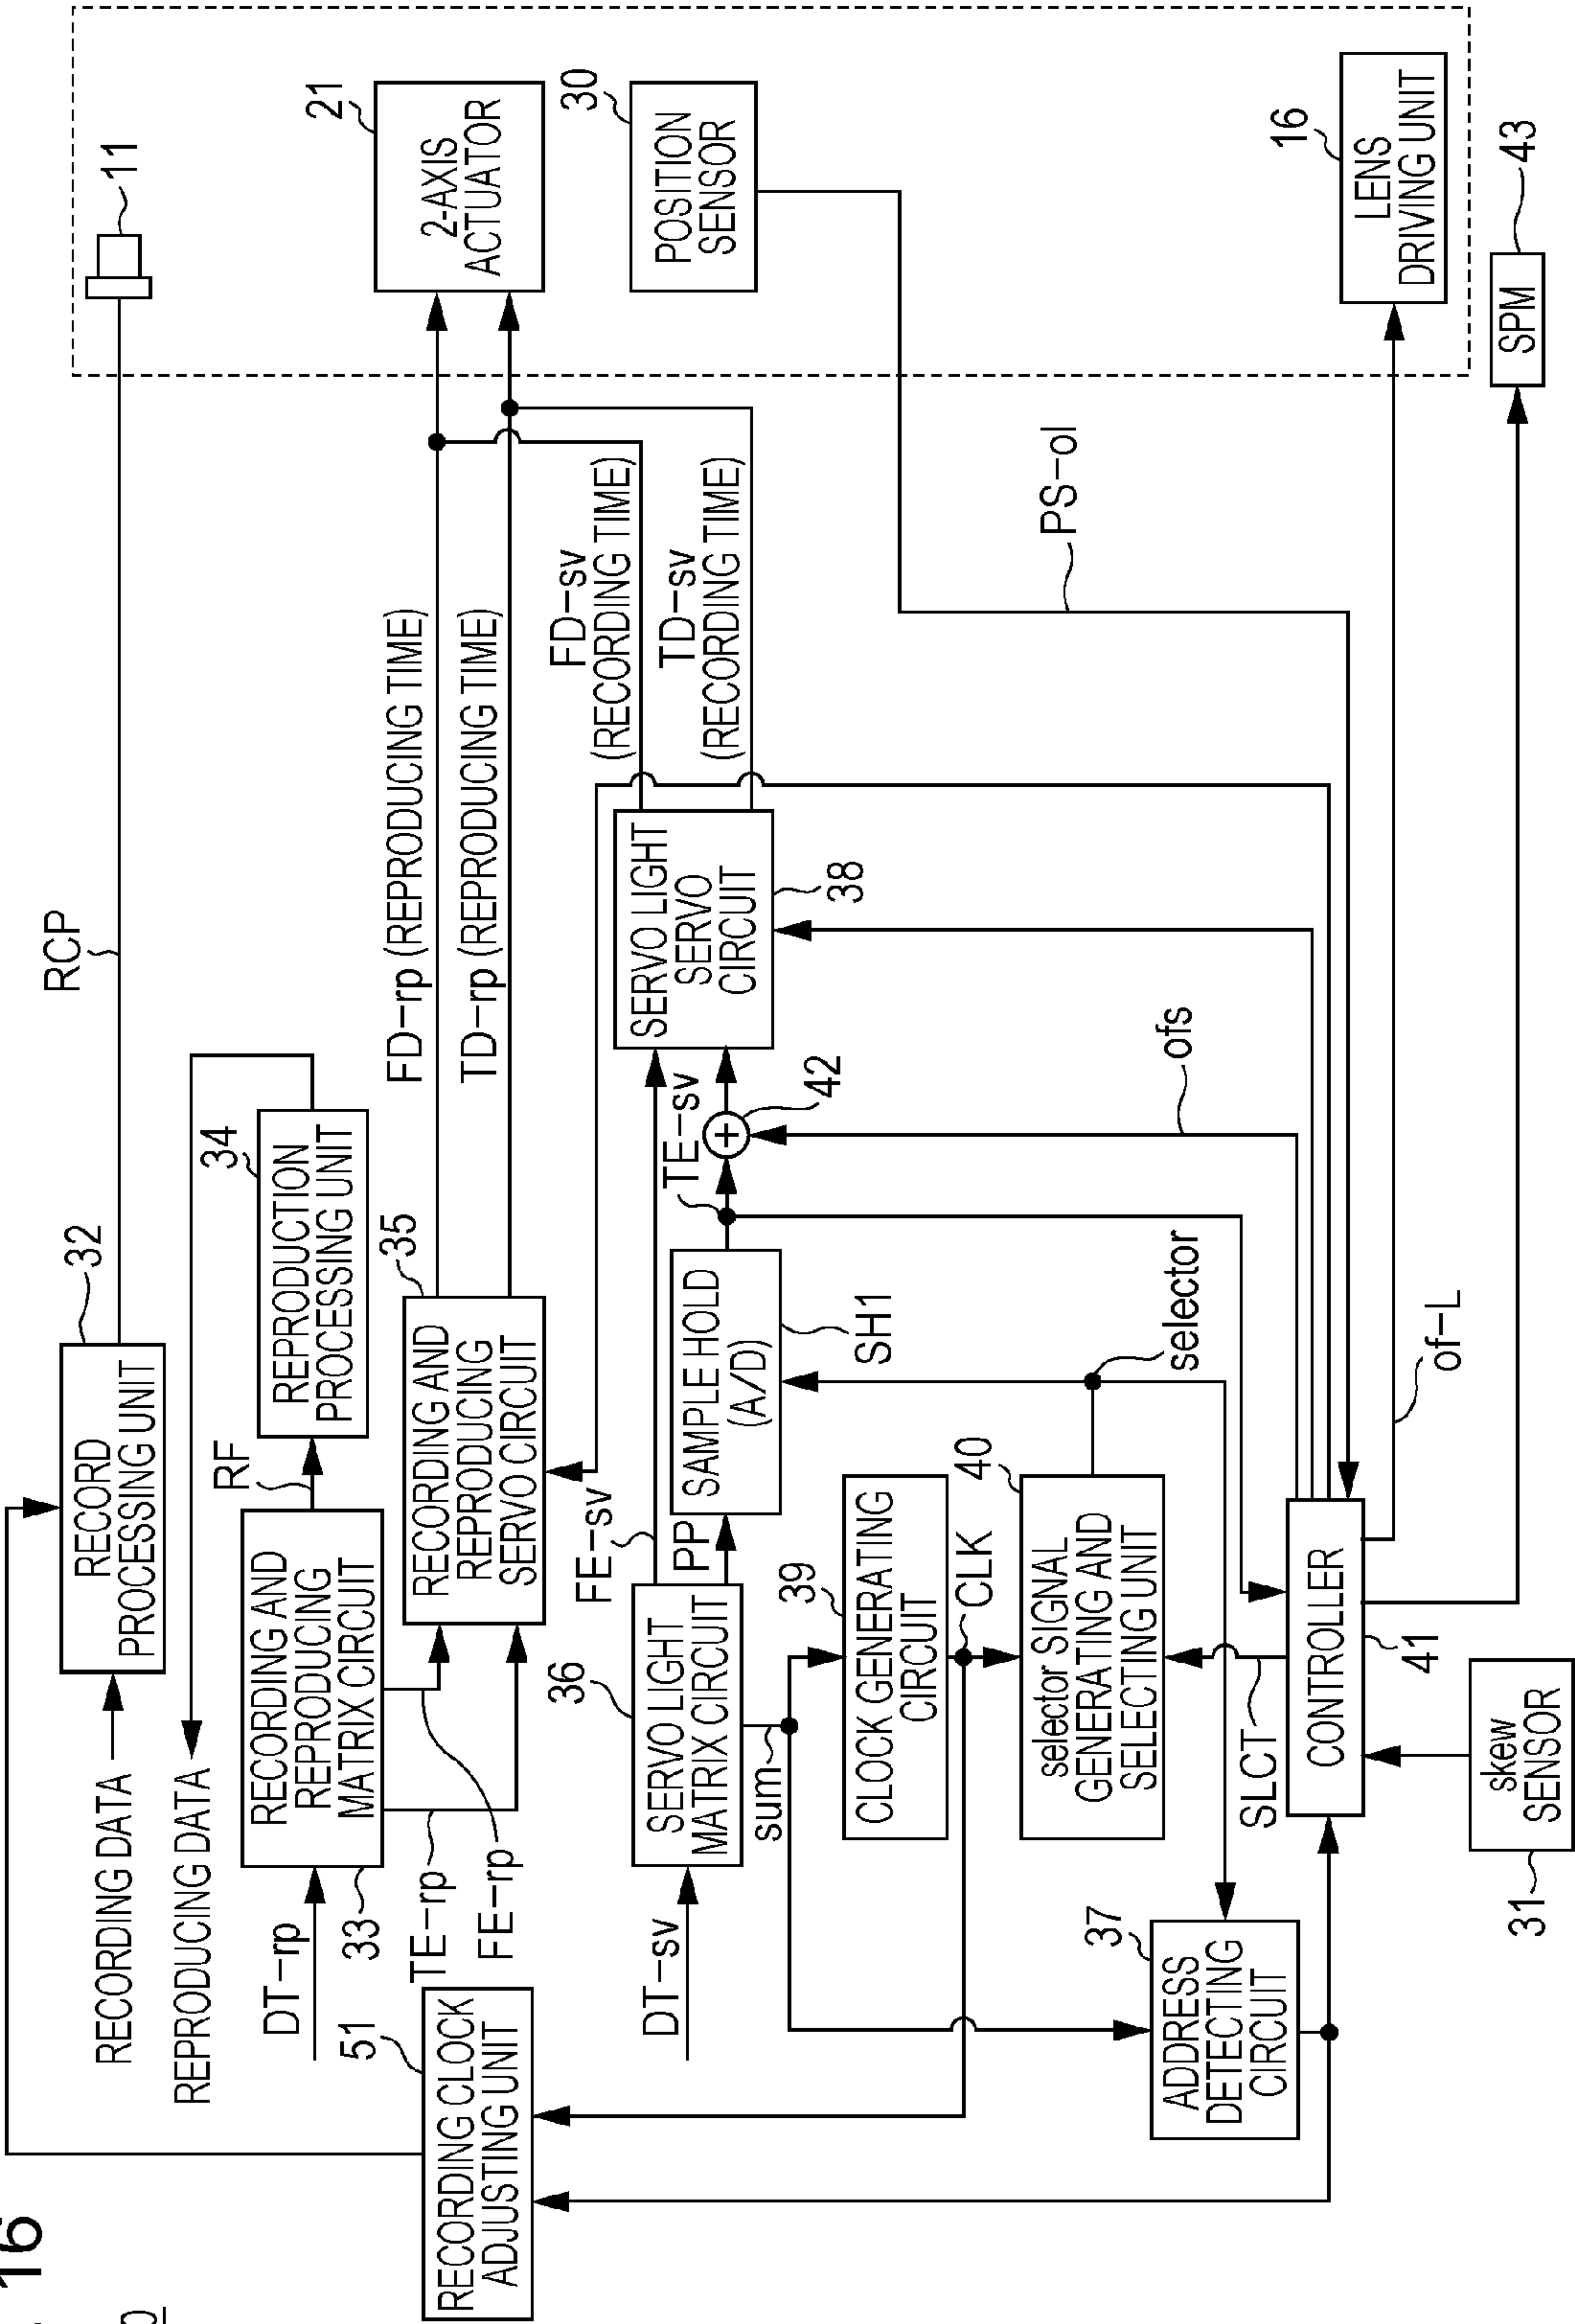 16
RCP
11
32
RECORD
PROCESSING UNIT
RECORDING DATA
REPRODUCING DATA
34
REPRODUCTION
PROCESSING UNIT
RF
RECORDING AND
REPRODUCING
MATRIX CIRCUIT
33
DT-rp
TE-rp
FE-rp
35
RECORDING AND
REPRODUCING
SERVO CIRCUIT
FD-rp (REPRODUCING TIME)
TD-rp (REPRODUCING TIME)
21
2-AXIS
ACTUATOR
30
POSITION
SENSOR
51
RECORDING CLOCK
ADJUSTING UNIT
FD-sv
(RECORDING TIME)
TD-sv
(RECORDING TIME)
DT-sv
36
SERVO LIGHT
MATRIX CIRCUIT
FE-sv
PP
sum
SAMPLE HOLD
(A/D)
SH1
TE-sv
42
SERVO LIGHT
SERVO
CIRCUIT
38
39
CLOCK GENERATING
CIRCUIT
CLK
40
selector SIGNAL
GENERATING AND
SELECTING UNIT
selector
ofs
PS-ol
37
ADDRESS
DETECTING
CIRCUIT
SLCT
CONTROLLER
41
of-L
16
LENS
DRIVING UNIT
SPM
43
skew
SENSOR
31